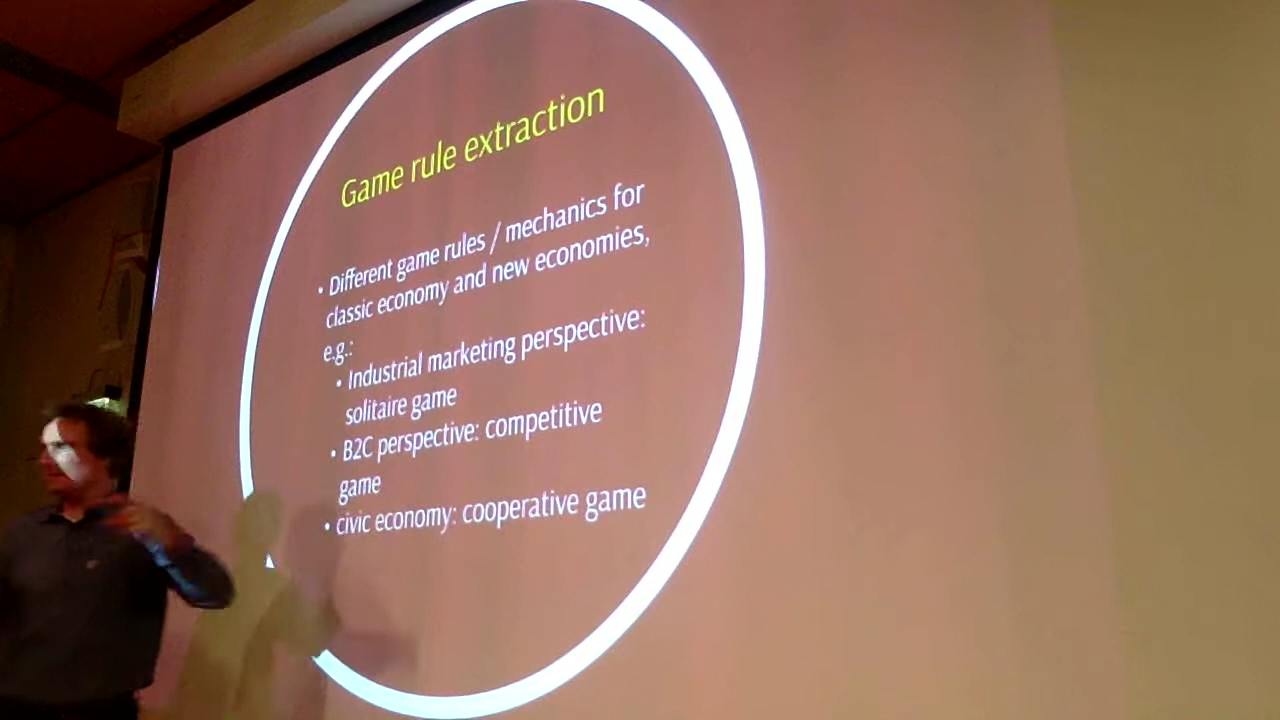 Game rule extraction
• Different game rules / mechanics for
classic economy and new economies,
e.g.:
• Industrial marketing perspective:
solitaire game
• B2C perspective: competitive
game
• civic economy: cooperative game